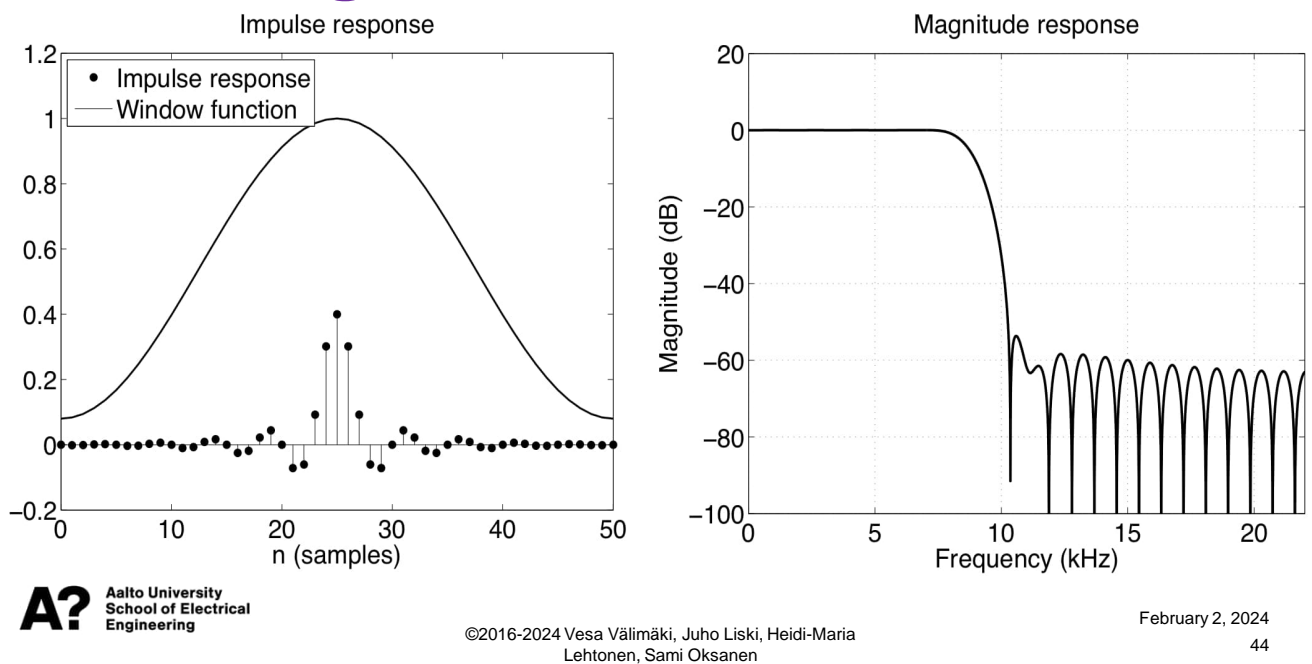 Impulse response
1.2
1
0.8
0.6
0.4
0.2
0
−0.2
Impulse response
Window function
0 10 20 30 40 50
n (samples)
Magnitude response
20
0
−20
−40
−60
−80
−100
Magnitude (dB)
0 5 10 15 20
Frequency (kHz)
A?
Aalto University
School of Electrical
Engineering
©2016-2024 Vesa Välimäki, Juho Liski, Heidi-Maria
Lehtonen, Sami Oksanen
February 2, 2024
44